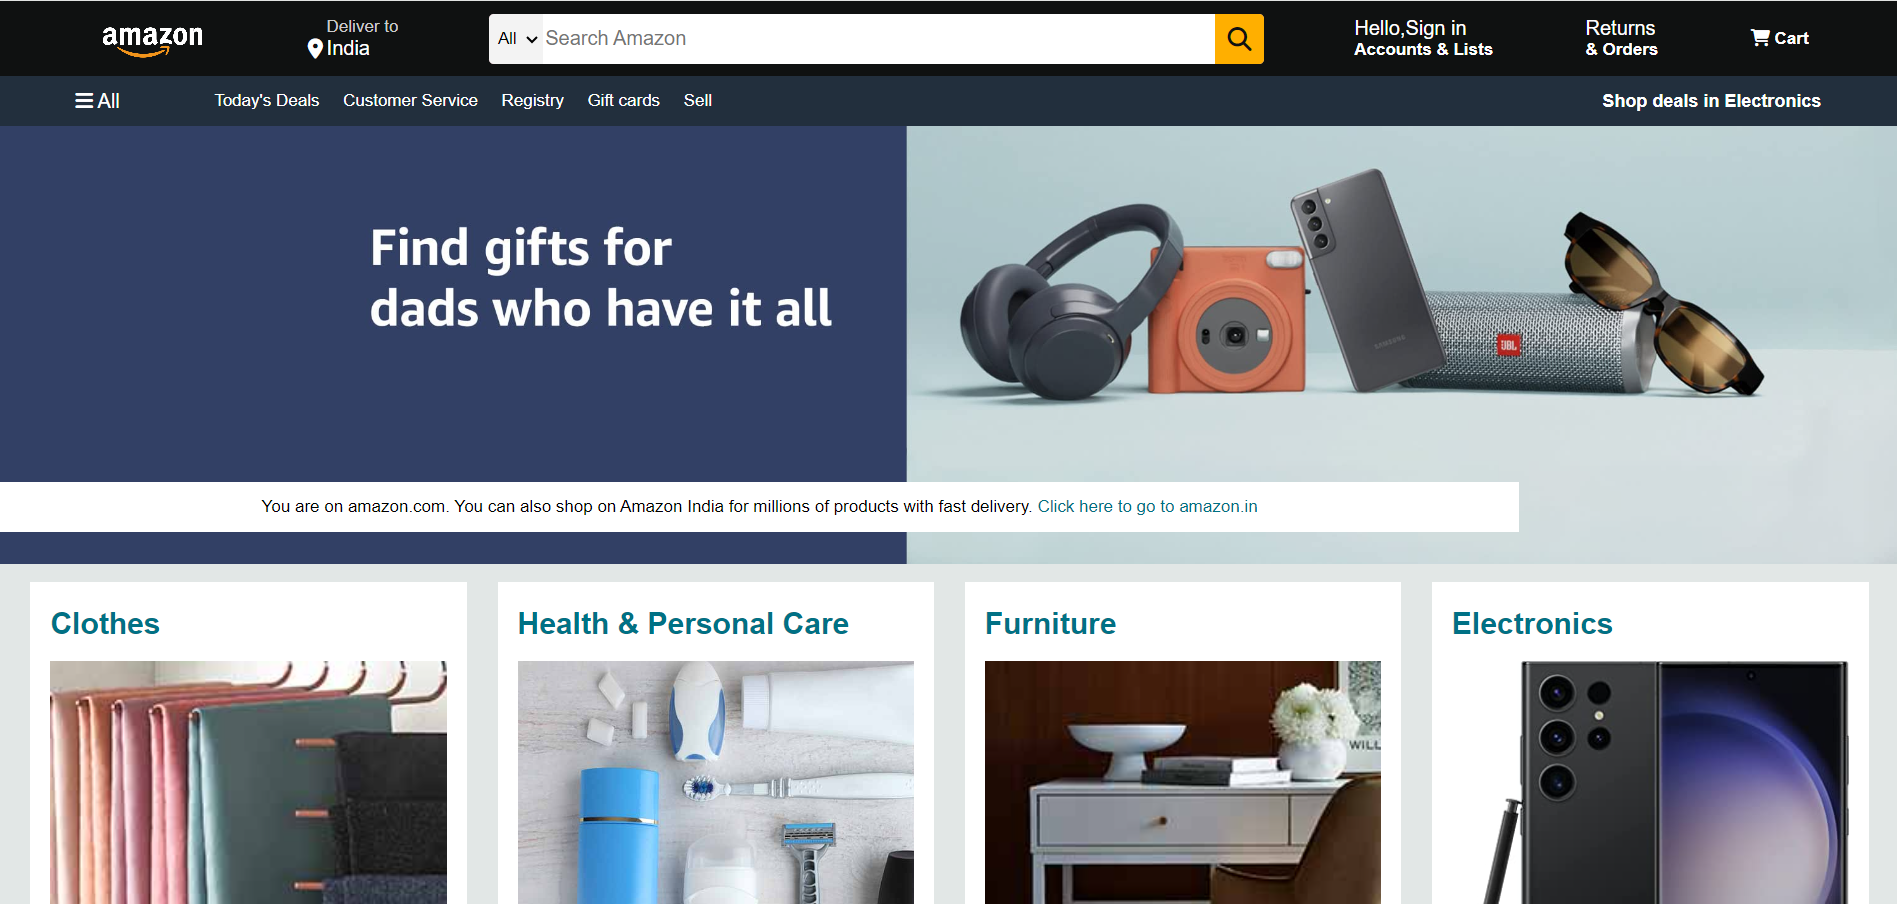 amazon
Deliver to
India
All
Search Amazon
Hello,Sign in
Accounts & Lists
Returns
& Orders
Cart
All
Today's Deals
Customer Service
Registry
Gift cards
Sell
Shop deals in Electronics
Find gifts for
dads who have it all
SAMSUNG
JBL
You are on amazon.com. You can also shop on Amazon India for millions of products with fast delivery. Click here to go to amazon.in
Clothes
Health & Personal Care
Furniture
Electronics
WILL